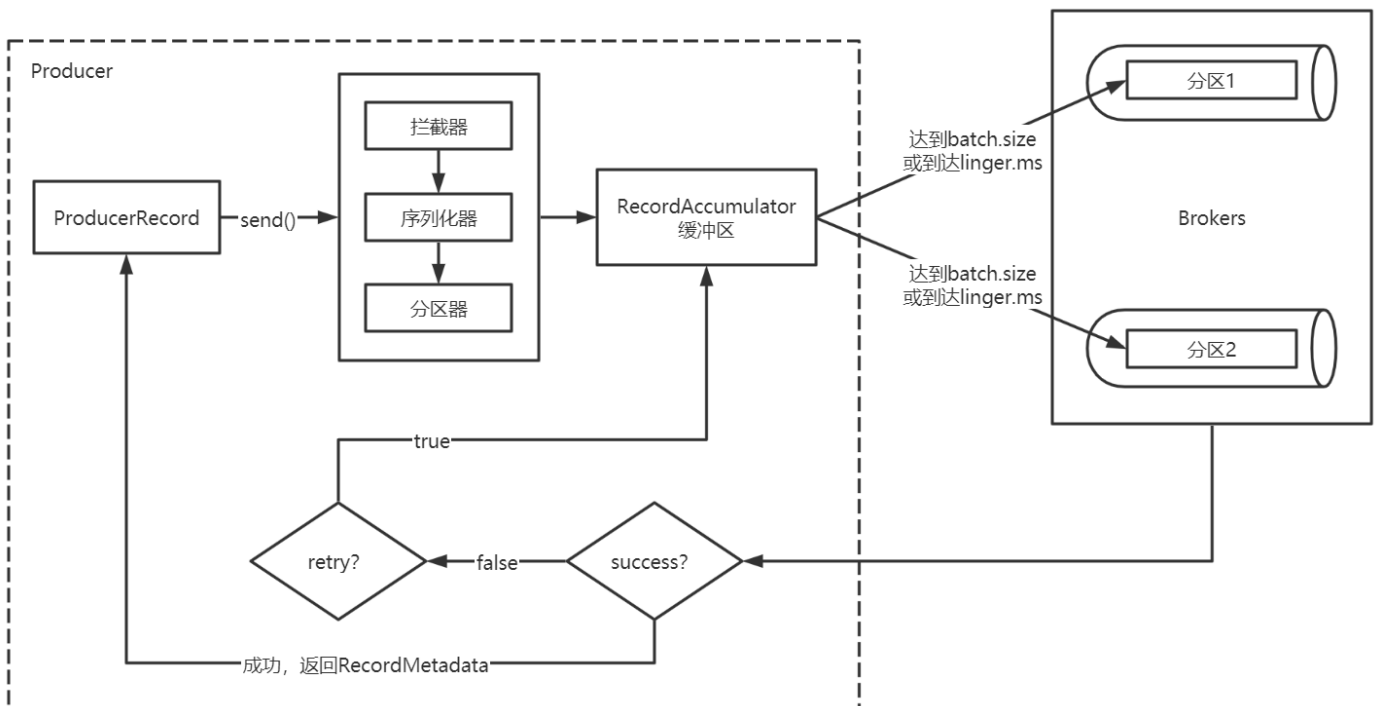 Producer
ProducerRecord
send()
拦截器
序列化器
分区器
RecordAccumulator
缓冲区
达到batch.size
或到达linger.ms
达到batch.size
或到达linger.ms
分区1
Brokers
分区2
true
retry?
false
success?
成功，返回RecordMetadata